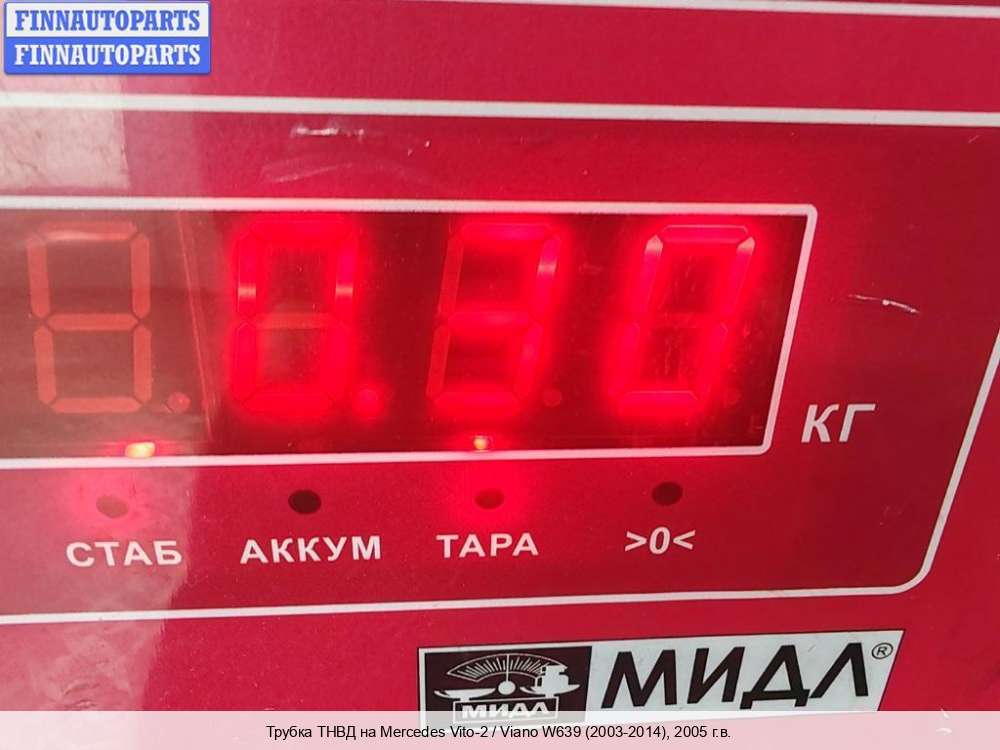 FINNAUTOPARTS
FINNAUTOPARTS
0.30
КГ
СТАБ АККУМ ТАРА >0<
МИДЛ МИДЛ®
Трубка ТНВД на Mercedes Vito-2 / Viano W639 (2003-2014), 2005 г.в.